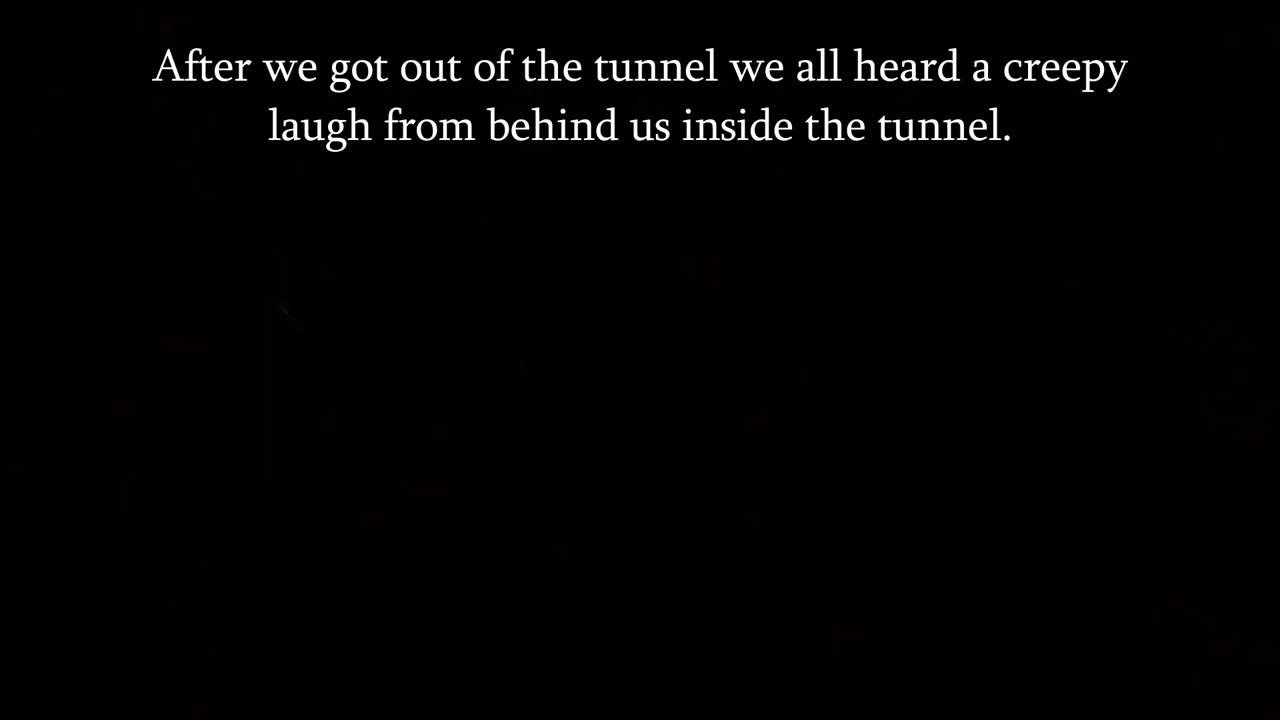 After we got out of the tunnel we all heard a creepy
laugh from behind us inside the tunnel.